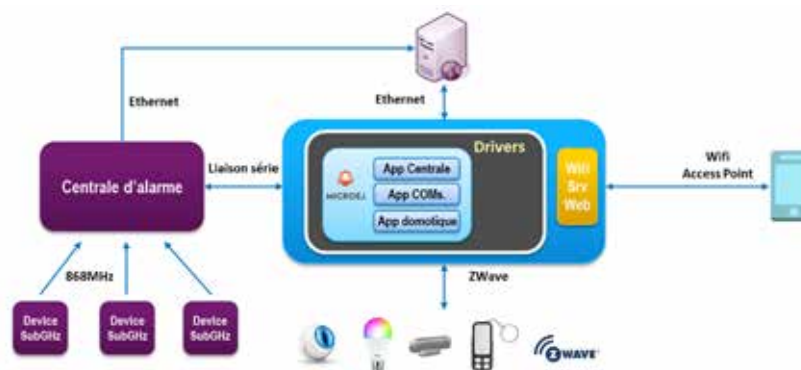 Ethernet
Ethernet
Drivers
Liaison série
Centrale d'alarme
MICROEJ
App Centrale
App COMs.
App domotique
Wifi
Srv
Web
Wifi
Access Point
868MHz
ZWave
Device
SubGHz
Device
SubGHz
Device
SubGHz
Z WAVE